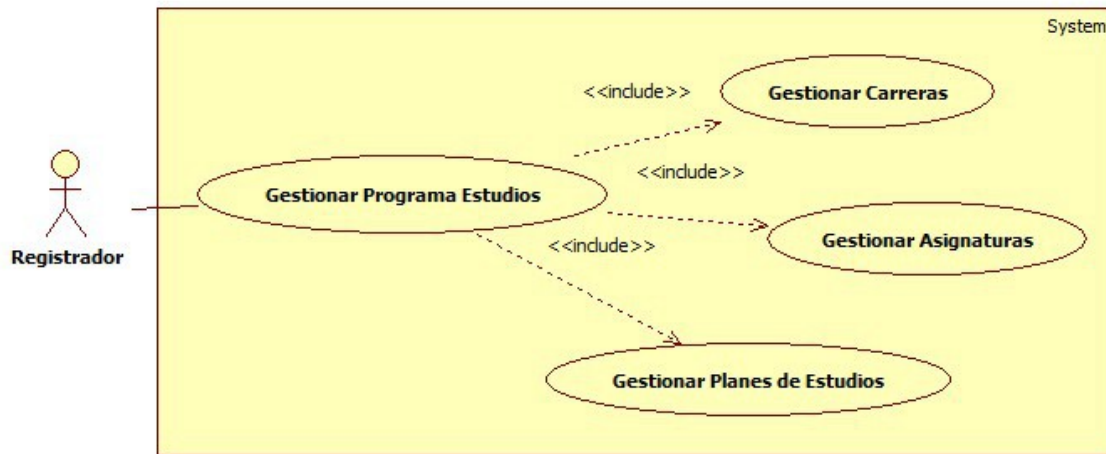 System
<<include>>
Gestionar Carreras
<<include>>
Gestionar Programa Estudios
Registrador
<<include>>
Gestionar Asignaturas
Gestionar Planes de Estudios